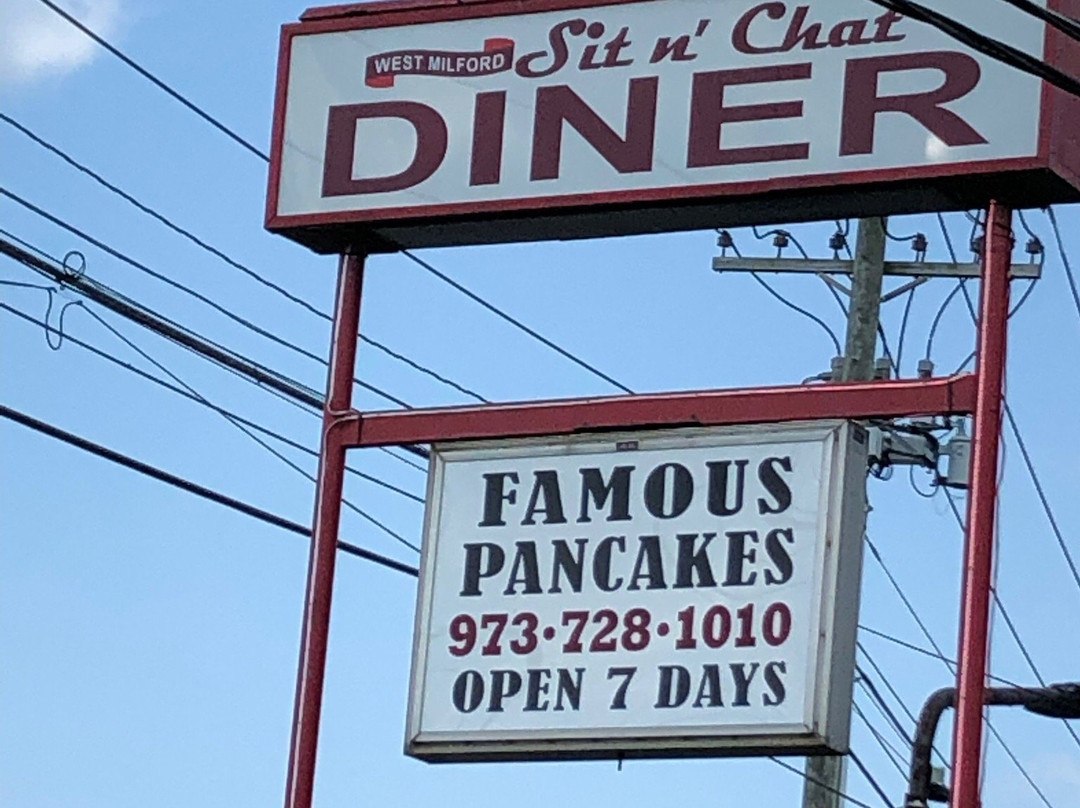 WEST MILFORD Sit n' Chat
DINER
FAMOUS
PANCAKES
973•728•1010
OPEN 7 DAYS